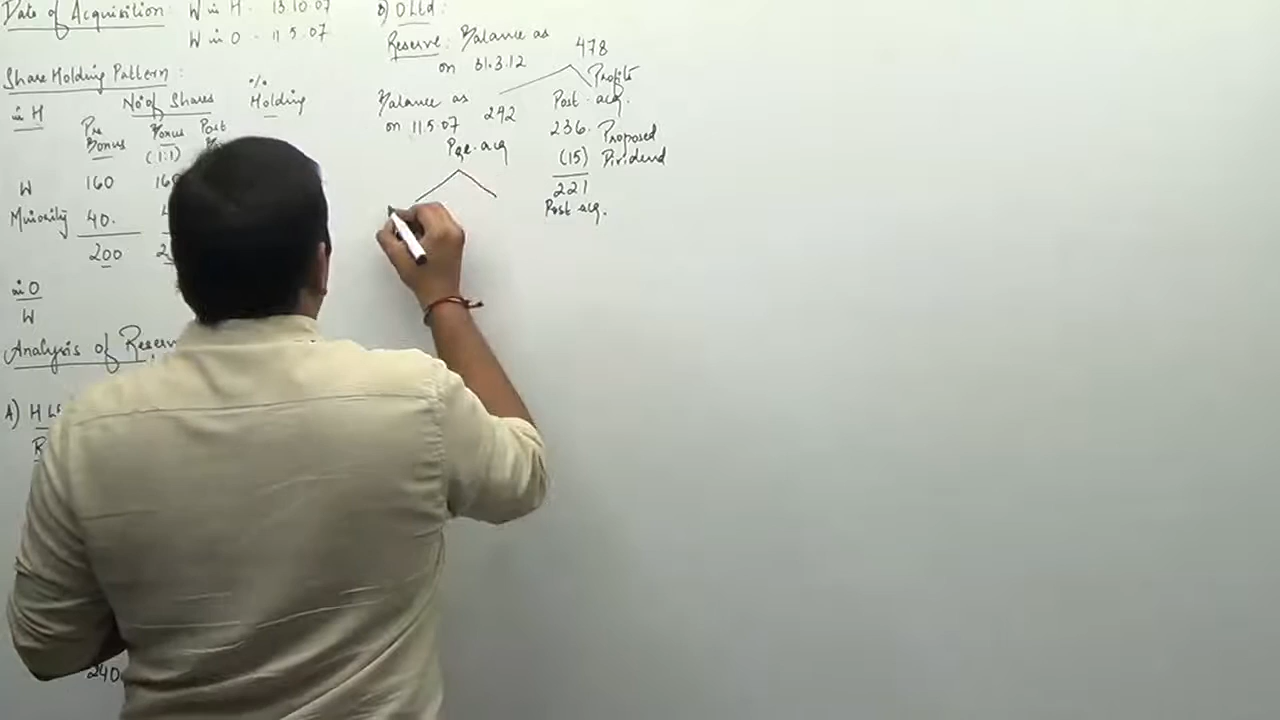 Date of Acquisition: W in H - 13.10.07
W in O - 11.5.07
Share Holding Pattern:
in H
No of Shares
% Holding
Pre Bonus
Bonus (1:1)
Post
W 160
Minority 40.
200
in O
W
Analysis of Reser
A) H L
240
B) O Ltd:
Reserve: Balance as on 31.3.12
478
Balance as on 11.5.07
242
Pre-acq
Profits
Post-acq.
236. Proposed
(15) Dividend
221
Post acq.